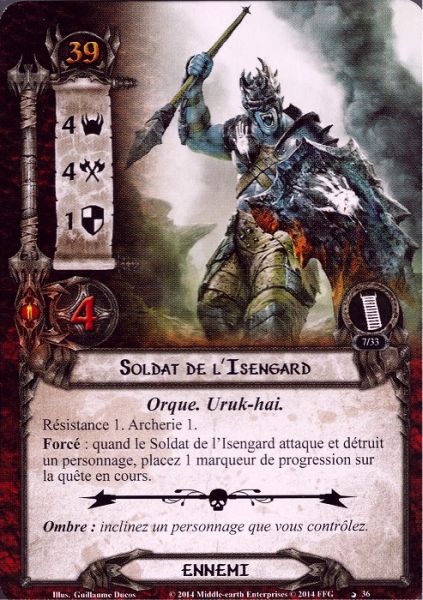 39
4
4
1
4
7/33
Soldat de l'Isengard
Orque. Uruk-hai.
Résistance 1. Archerie 1.
Forcé : quand le Soldat de l'Isengard attaque et détruit
un personnage, placez 1 marqueur de progression sur
la quête en cours.
Ombre : inclinez un personnage que vous contrôlez.
ENNEMI
Illus. Guillaume Ducos © 2014 Middle-earth Enterprises © 2014 FFG 36